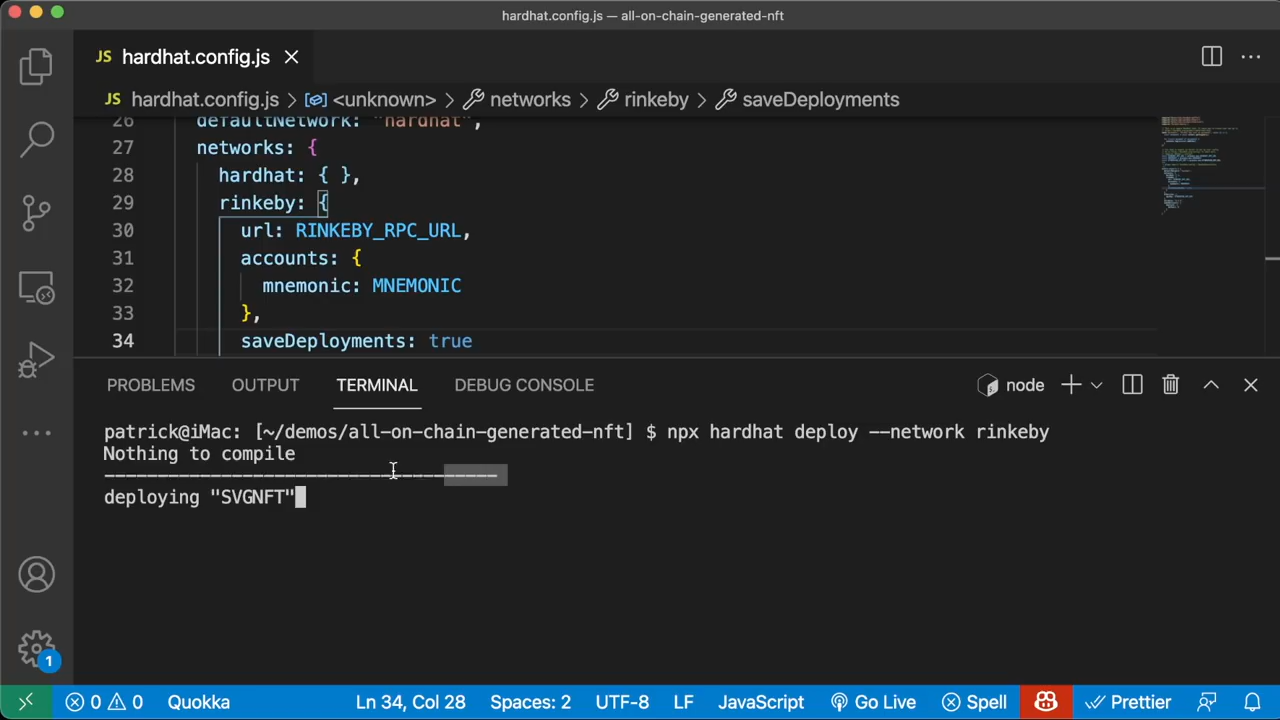 hardhat.config.js — all-on-chain-generated-nft
JS hardhat.config.js
JS hardhat.config.js > <unknown> > networks > rinkeby > saveDeployments
26 defaultNetwork: "hardhat",
27 networks: {
28 hardhat: { },
29 rinkeby: {
30 url: RINKEBY_RPC_URL,
31 accounts: {
32 mnemonic: MNEMONIC
33 },
34 saveDeployments: true
PROBLEMS OUTPUT TERMINAL DEBUG CONSOLE node
patrick@iMac: [~/demos/all-on-chain-generated-nft] $ npx hardhat deploy --network rinkeby
Nothing to compile
-------------------------------------
deploying "SVGNFT"
1
0 0 Quokka Ln 34, Col 28 Spaces: 2 UTF-8 LF JavaScript Go Live Spell Prettier